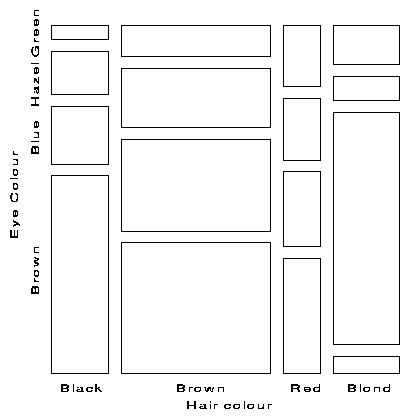 Green
Hazel
Blue
Brown
Eye Colour
Black Brown Red Blond
Hair colour